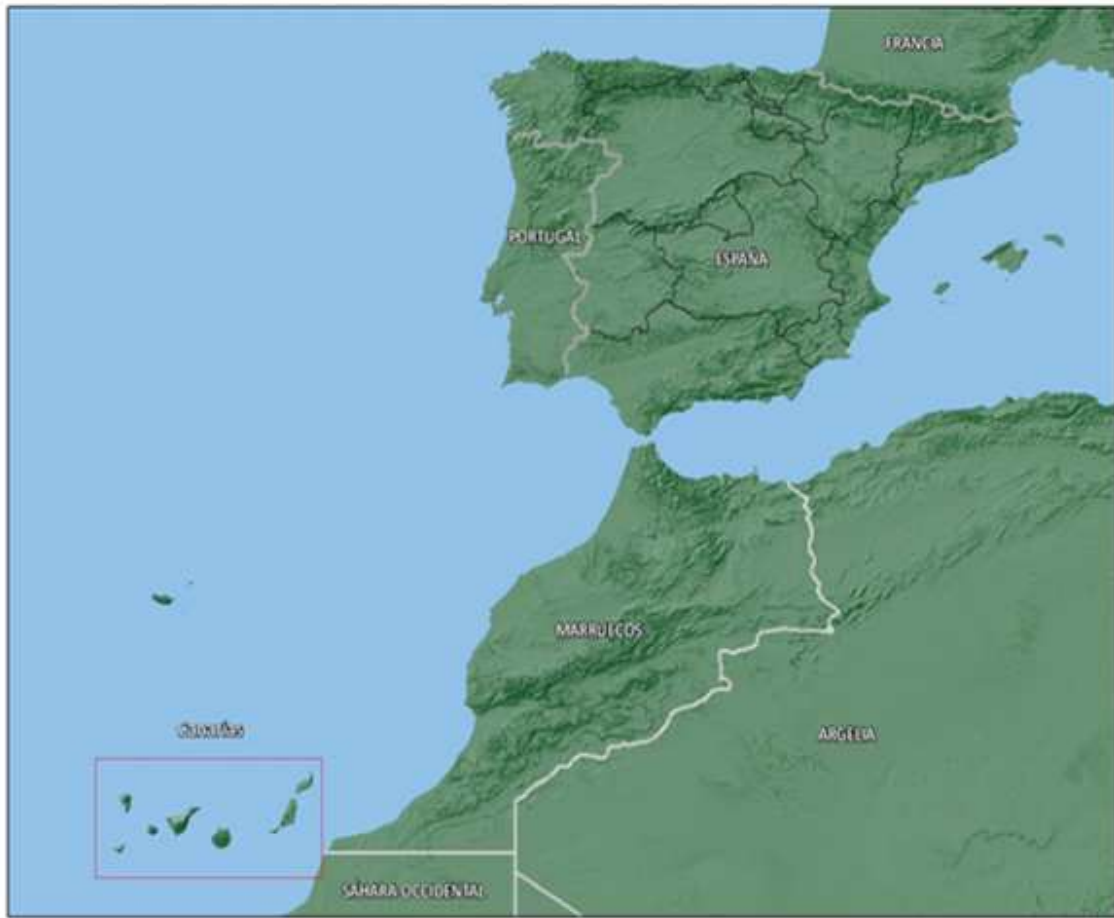 FRANCIA
PORTUGAL
ESPAÑA
MARRUECOS
Canarias
ARGELIA
SÁHARA OCCIDENTAL